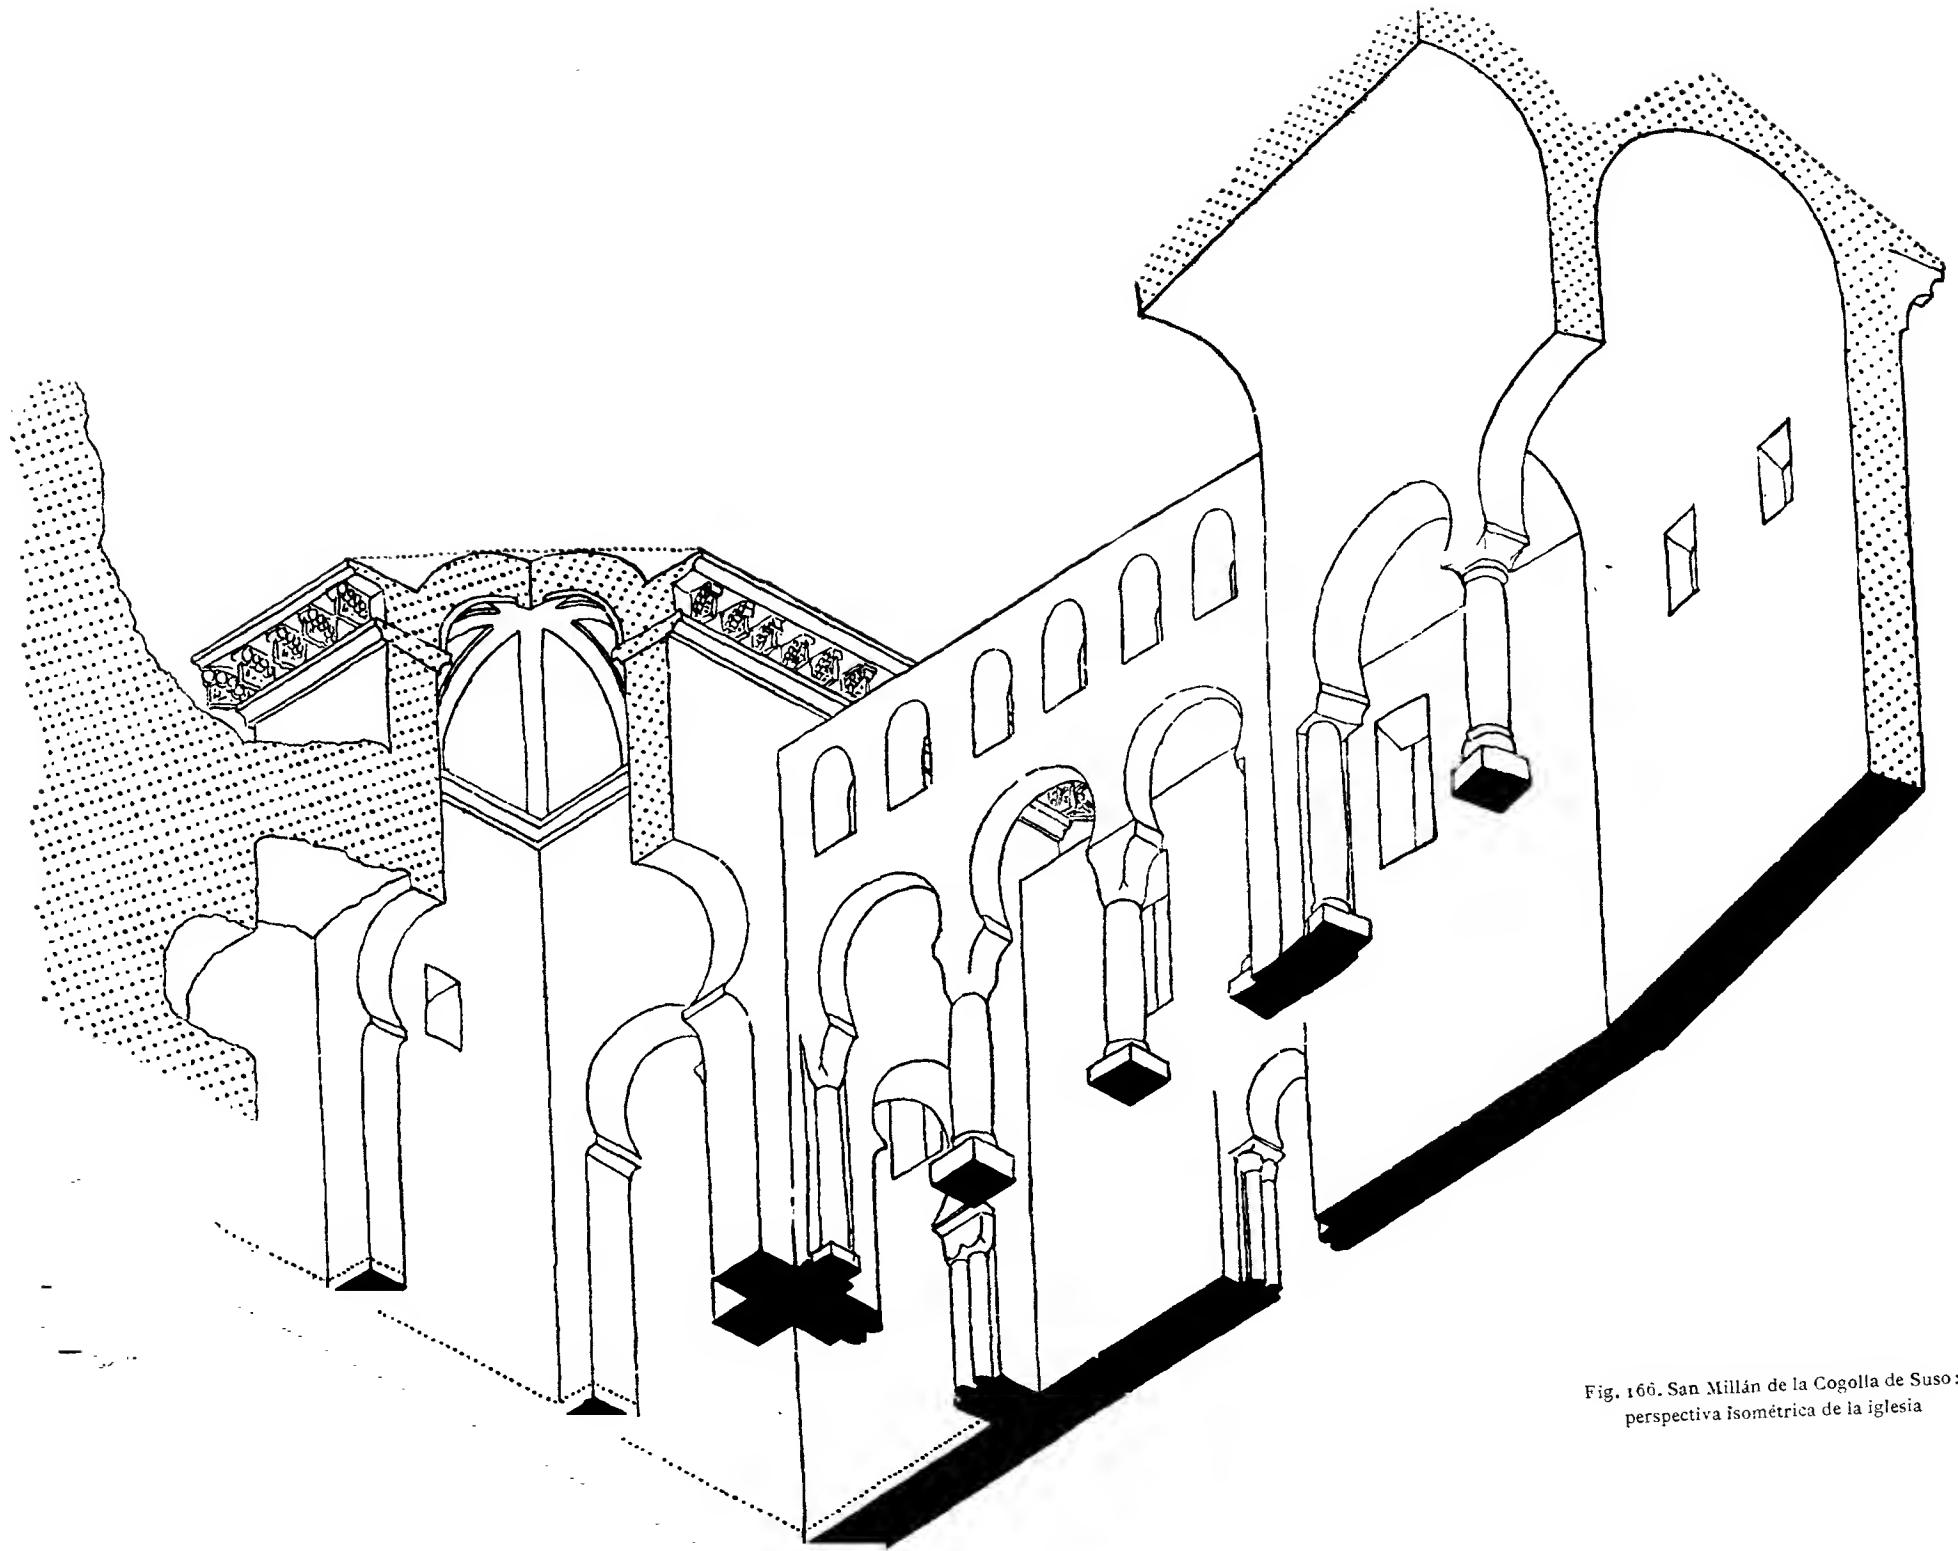 Fig. 166. San Millán de la Cogolla de Suso:
perspectiva isométrica de la iglesia